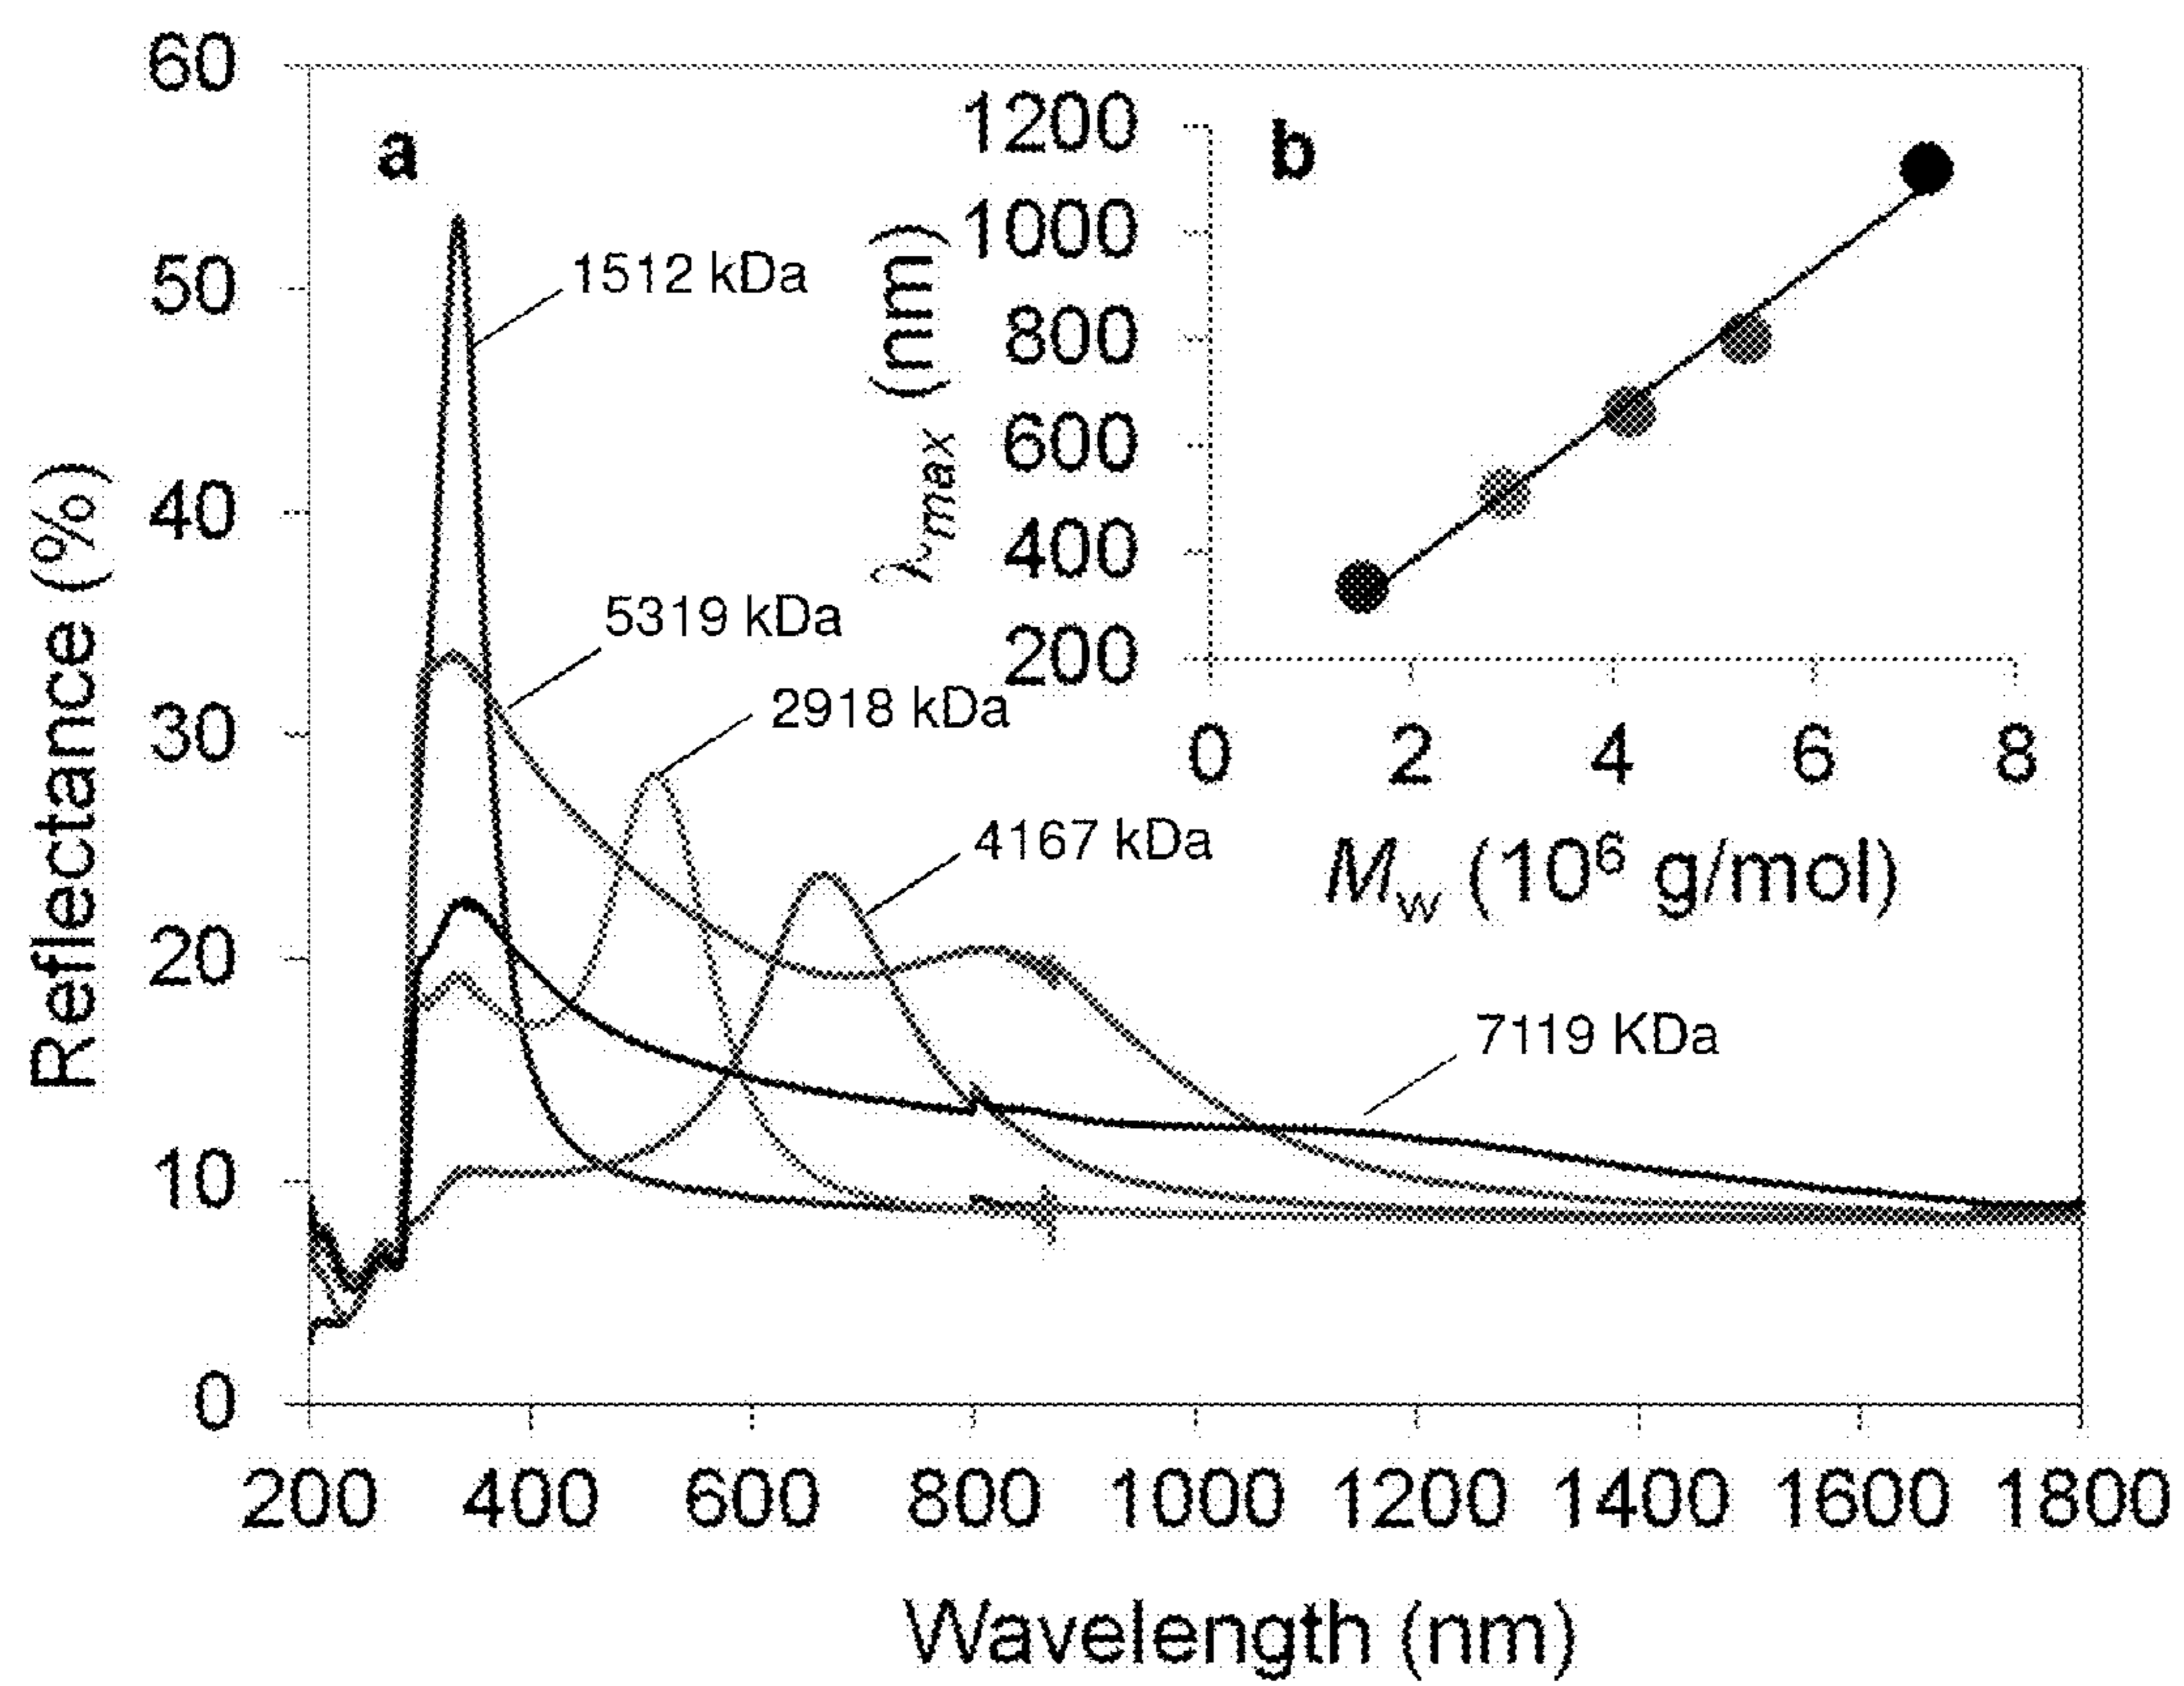 60
50
40
30
20
10
0
Reflectance (%)
a
1512 kDa
5319 kDa
2918 kDa
4167 kDa
7119 KDa
200 400 600 800 1000 1200 1400 1600 1800
Wavelength (nm)
b
1200
1000
800
600
400
200
λmax (nm)
0 2 4 6 8
Mw (10⁶ g/mol)